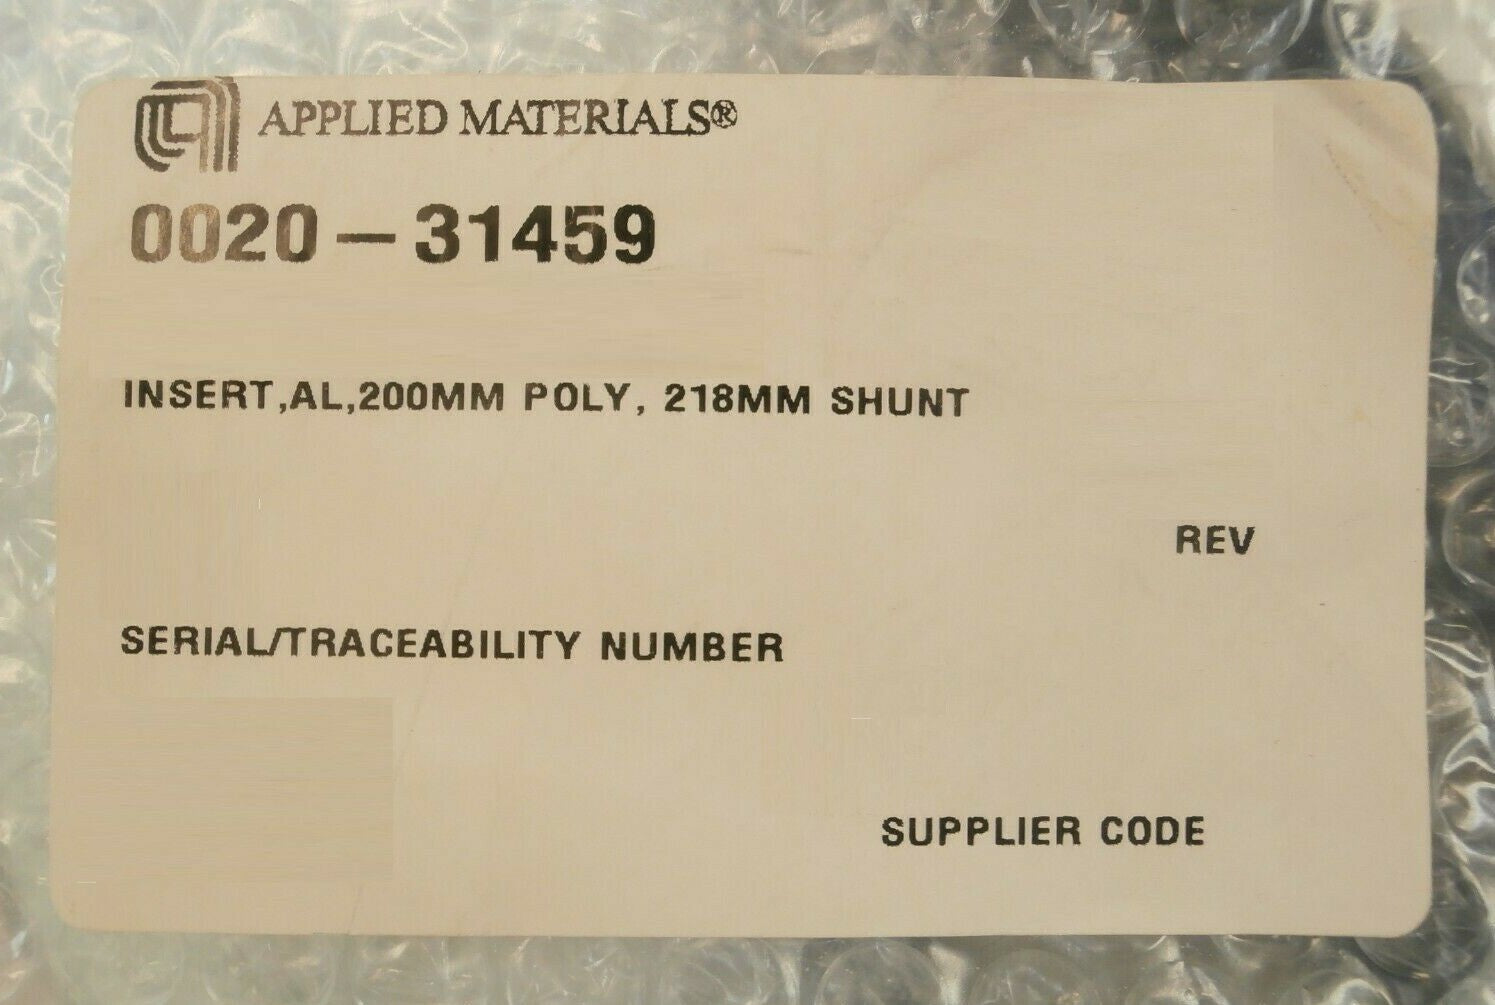 APPLIED MATERIALS®
0020-31459
INSERT,AL,200MM POLY, 218MM SHUNT
REV
SERIAL/TRACEABILITY NUMBER
SUPPLIER CODE